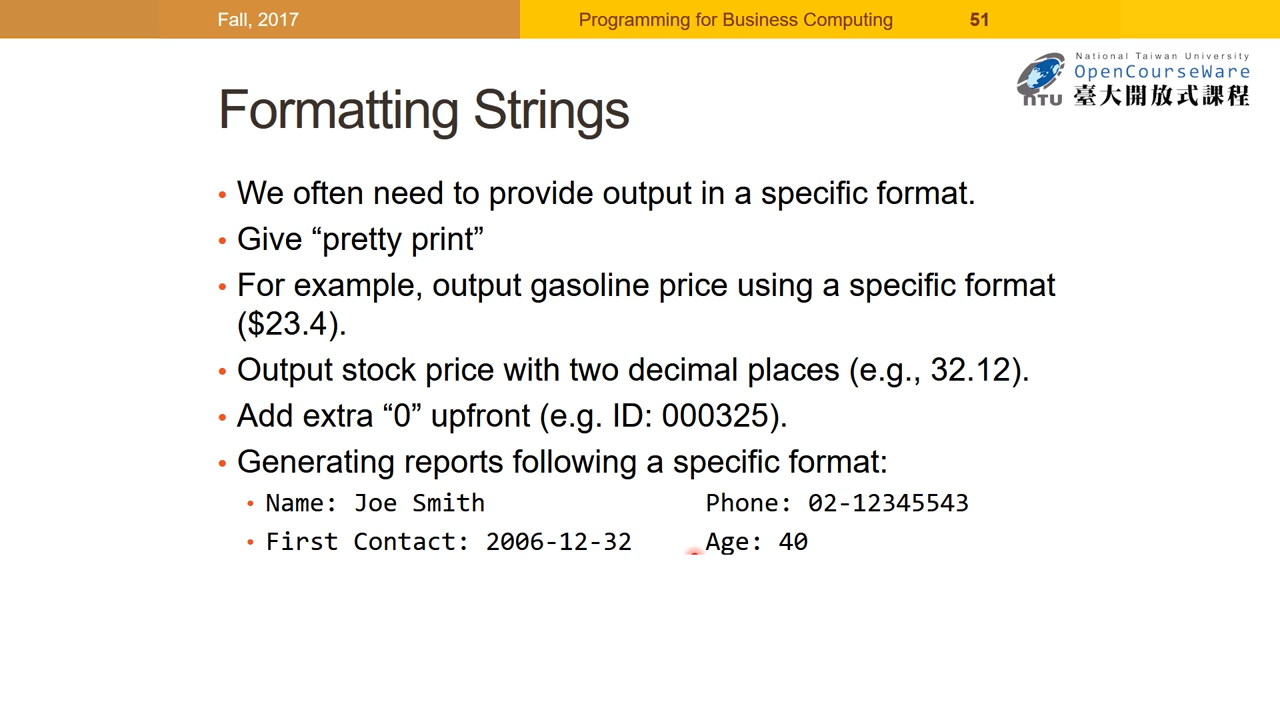 Fall, 2017
Programming for Business Computing
51
National Taiwan University
OpenCourseWare
NTU
臺大開放式課程
Formatting Strings
• We often need to provide output in a specific format.
• Give “pretty print”
• For example, output gasoline price using a specific format
($23.4).
• Output stock price with two decimal places (e.g., 32.12).
• Add extra “0” upfront (e.g. ID: 000325).
• Generating reports following a specific format:
• Name: Joe Smith Phone: 02-12345543
• First Contact: 2006-12-32 Age: 40